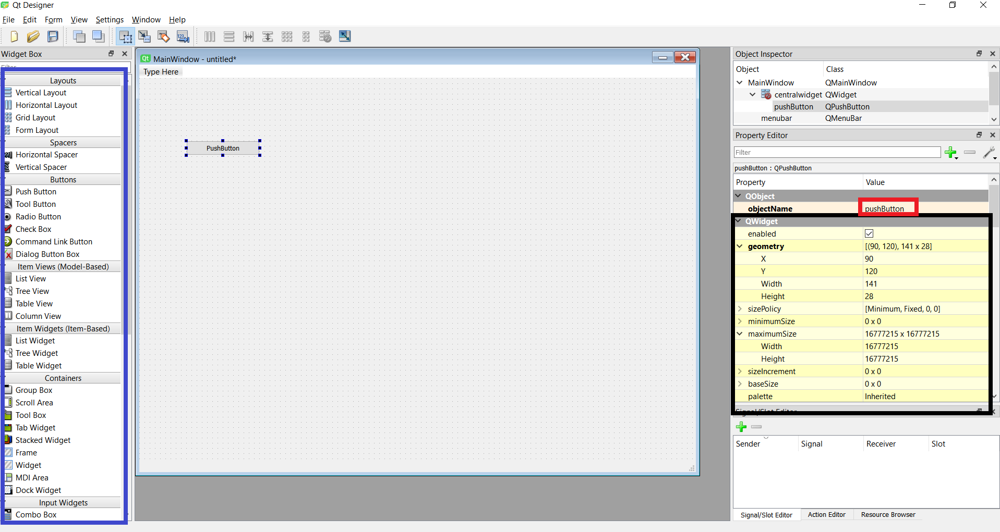 Qt Designer
File Edit Form View Settings Window Help
Widget Box
Filter
Layouts
Vertical Layout
Horizontal Layout
Grid Layout
Form Layout
Spacers
Horizontal Spacer
Vertical Spacer
Buttons
Push Button
Tool Button
Radio Button
Check Box
Command Link Button
Dialog Button Box
Item Views (Model-Based)
List View
Tree View
Table View
Column View
Item Widgets (Item-Based)
List Widget
Tree Widget
Table Widget
Containers
Group Box
Scroll Area
Tool Box
Tab Widget
Stacked Widget
Frame
Widget
MDI Area
Dock Widget
Input Widgets
Combo Box
Qt MainWindow - untitled*
Type Here
PushButton
Object Inspector
Object Class
MainWindow QMainWindow
centralwidget QWidget
pushButton QPushButton
menubar QMenuBar
Property Editor
Filter
pushButton : QPushButton
Property Value
QObject
objectName pushButton
QWidget
enabled
geometry [(90, 120), 141 x 28]
X 90
Y 120
Width 141
Height 28
sizePolicy [Minimum, Fixed, 0, 0]
minimumSize 0 x 0
maximumSize 16777215 x 16777215
Width 16777215
Height 16777215
sizeIncrement 0 x 0
baseSize 0 x 0
palette Inherited
Signal/Slot Editor
Sender Signal Receiver Slot
Signal/Slot Editor Action Editor Resource Browser